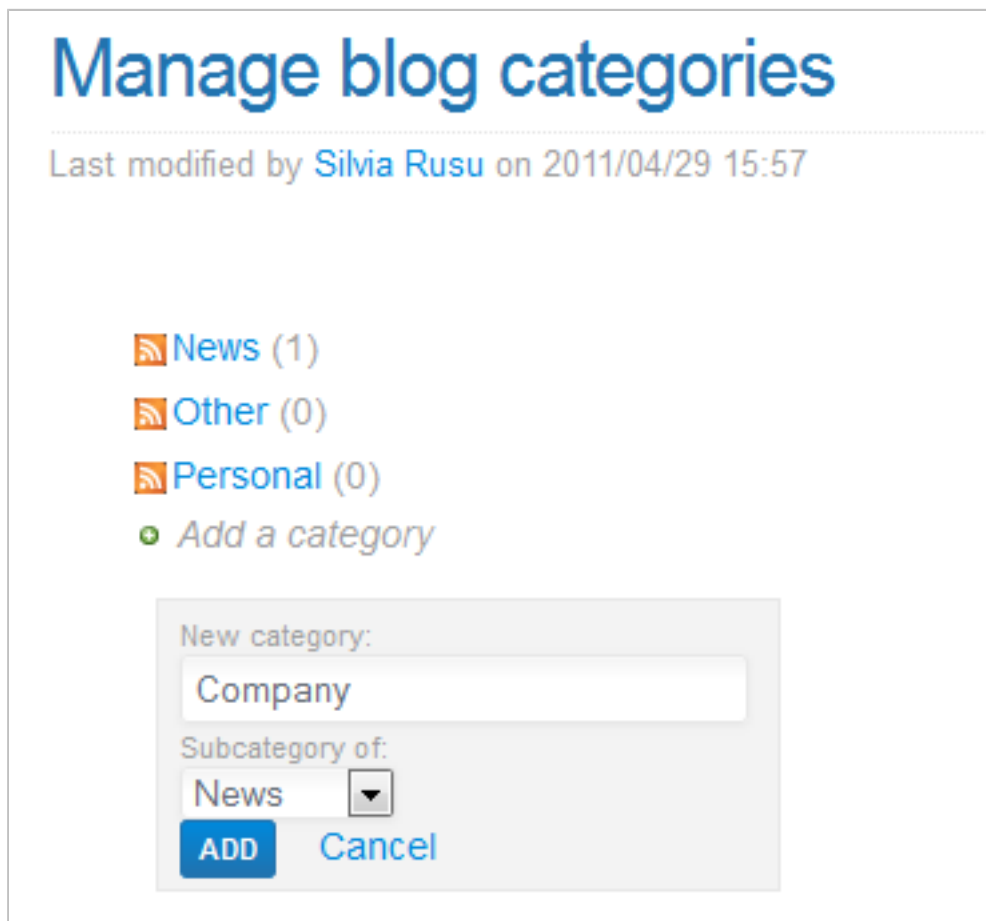 Manage blog categories
Last modified by Silvia Rusu on 2011/04/29 15:57
News (1)
Other (0)
Personal (0)
Add a category
New category:
Company
Subcategory of:
News
ADD Cancel